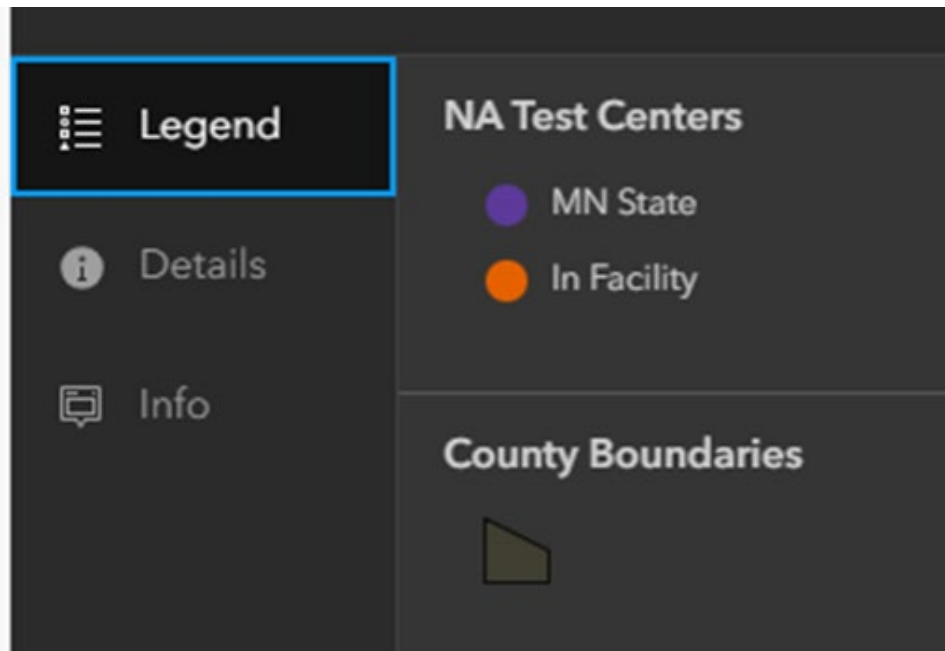 Legend
Details
Info
NA Test Centers
MN State
In Facility
County Boundaries